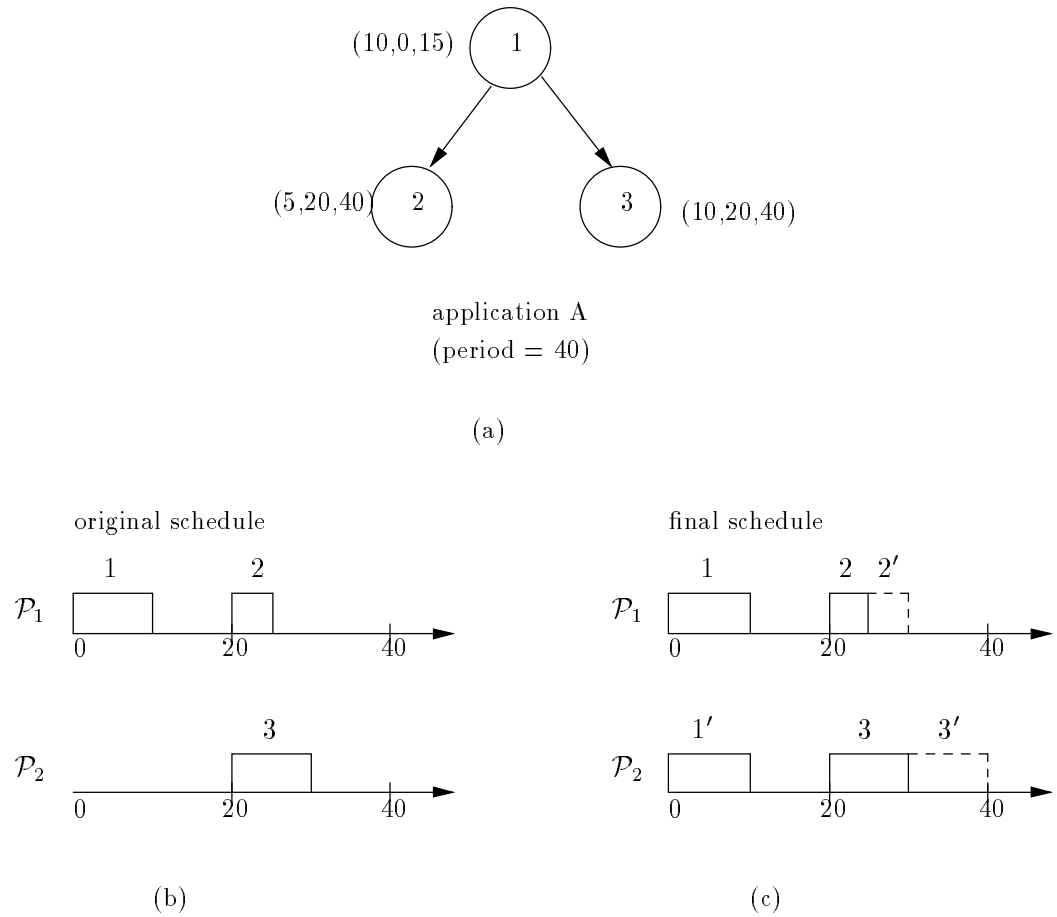 (10,0,15) 1
(5,20,40) 2 3 (10,20,40)
application A
(period = 40)
(a)
original schedule
1 2
𝒫1
0 20 40
3
𝒫2
0 20 40
(b)
final schedule
1 2 2′
𝒫1
0 20 40
1′ 3 3′
𝒫2
0 20 40
(c)